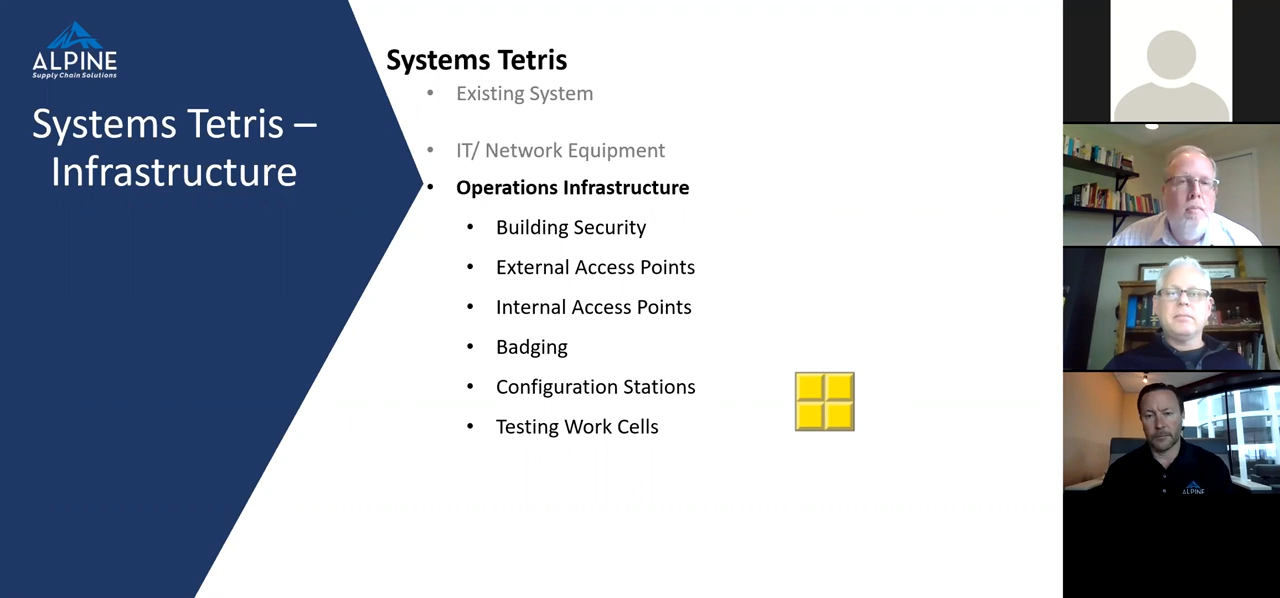 ALPINE
Supply Chain Solutions
Systems Tetris –
Infrastructure
Systems Tetris
• Existing System
• IT/ Network Equipment
• Operations Infrastructure
• Building Security
• External Access Points
• Internal Access Points
• Badging
• Configuration Stations
• Testing Work Cells
ALPINE